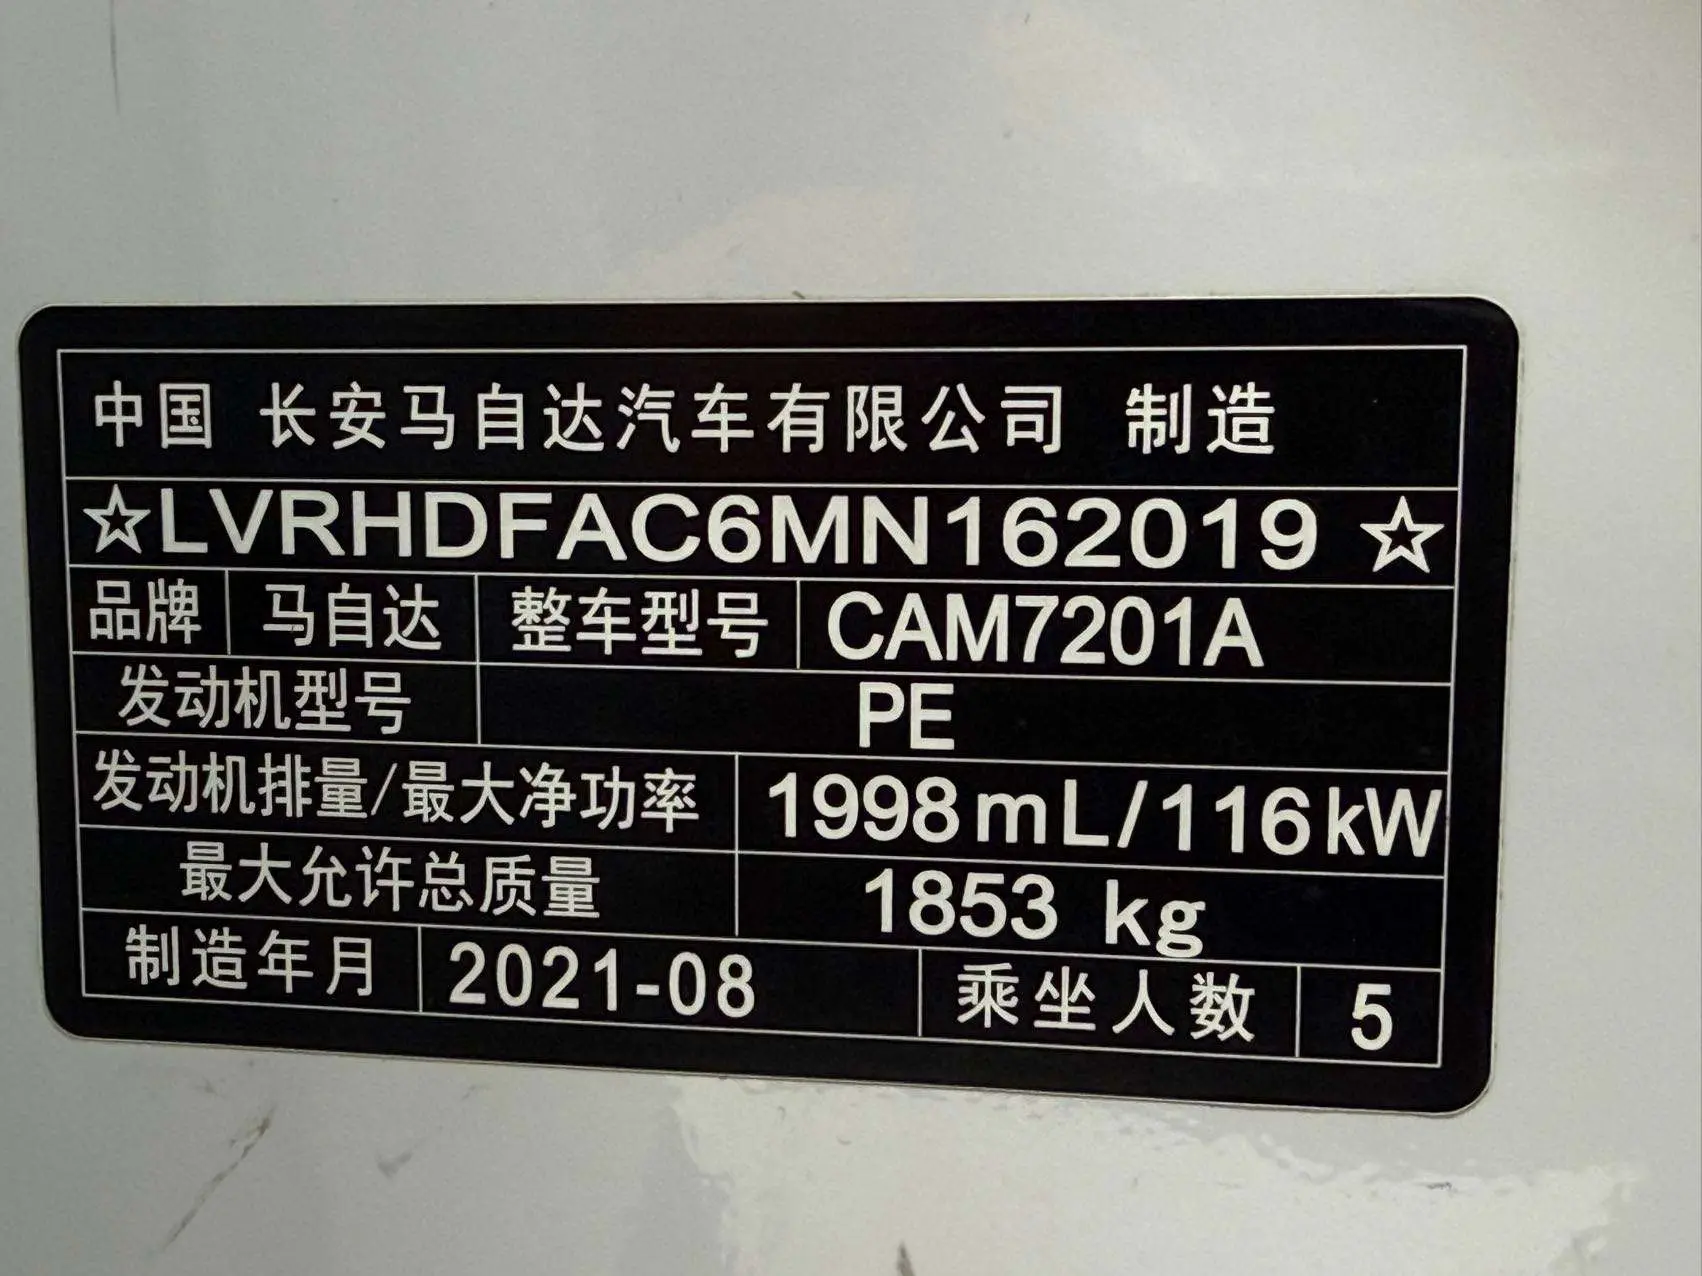 中国 长安马自达汽车有限公司 制造
☆LVRHDFAC6MN162019☆
品牌 马自达 整车型号 CAM7201A
发动机型号 PE
发动机排量/最大净功率 1998mL/116kW
最大允许总质量 1853 kg
制造年月 2021-08 乘坐人数 5